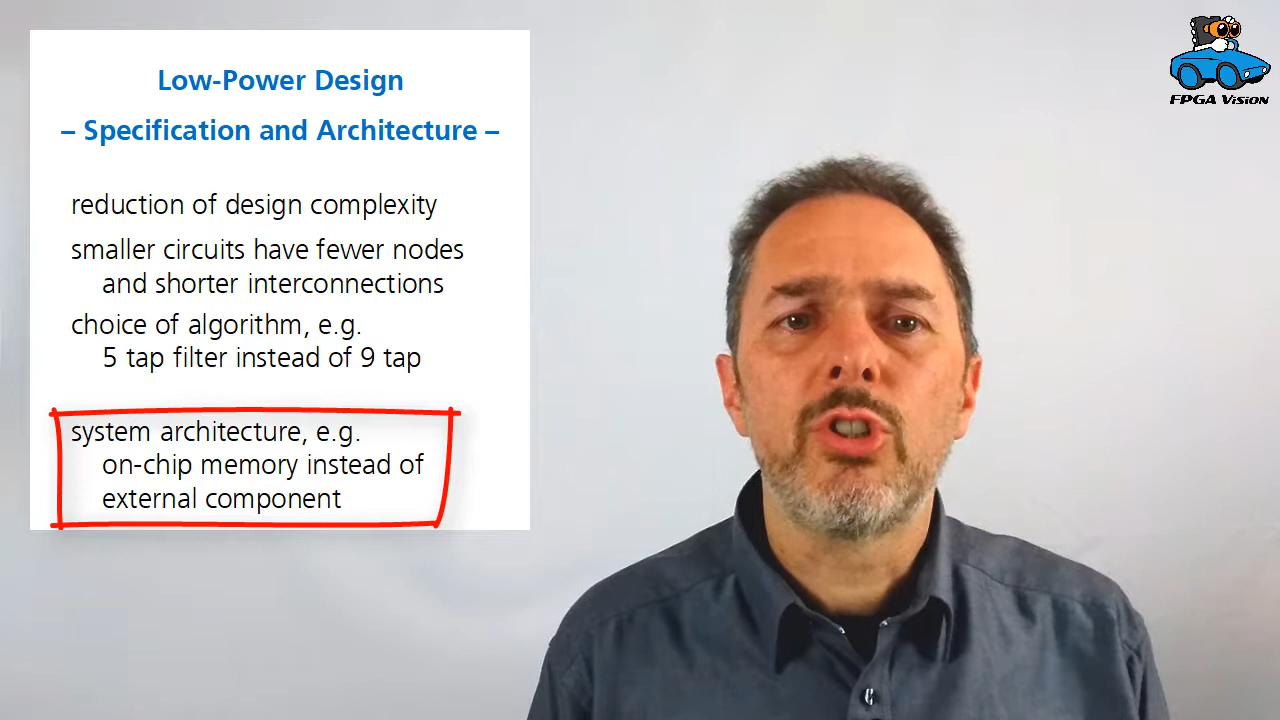 Low-Power Design
– Specification and Architecture –
reduction of design complexity
smaller circuits have fewer nodes
and shorter interconnections
choice of algorithm, e.g.
5 tap filter instead of 9 tap
system architecture, e.g.
on-chip memory instead of
external component
FPGA Vision